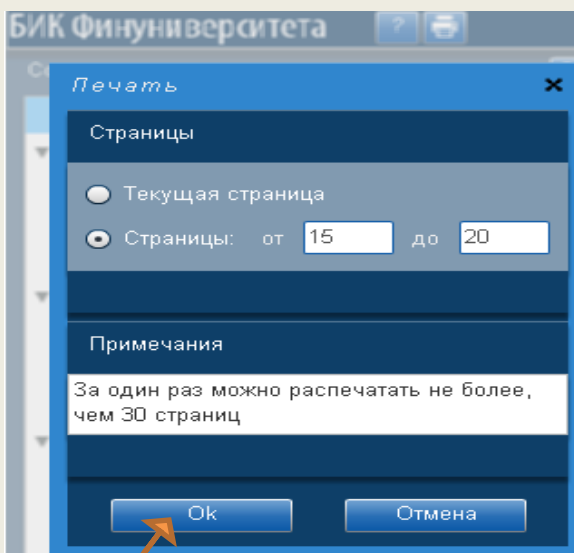 БИК Финуниверситета ?
Печать
Страницы
Текущая страница
Страницы: от 15 до 20
Примечания
За один раз можно распечатать не более,
чем 30 страниц
Ok Отмена